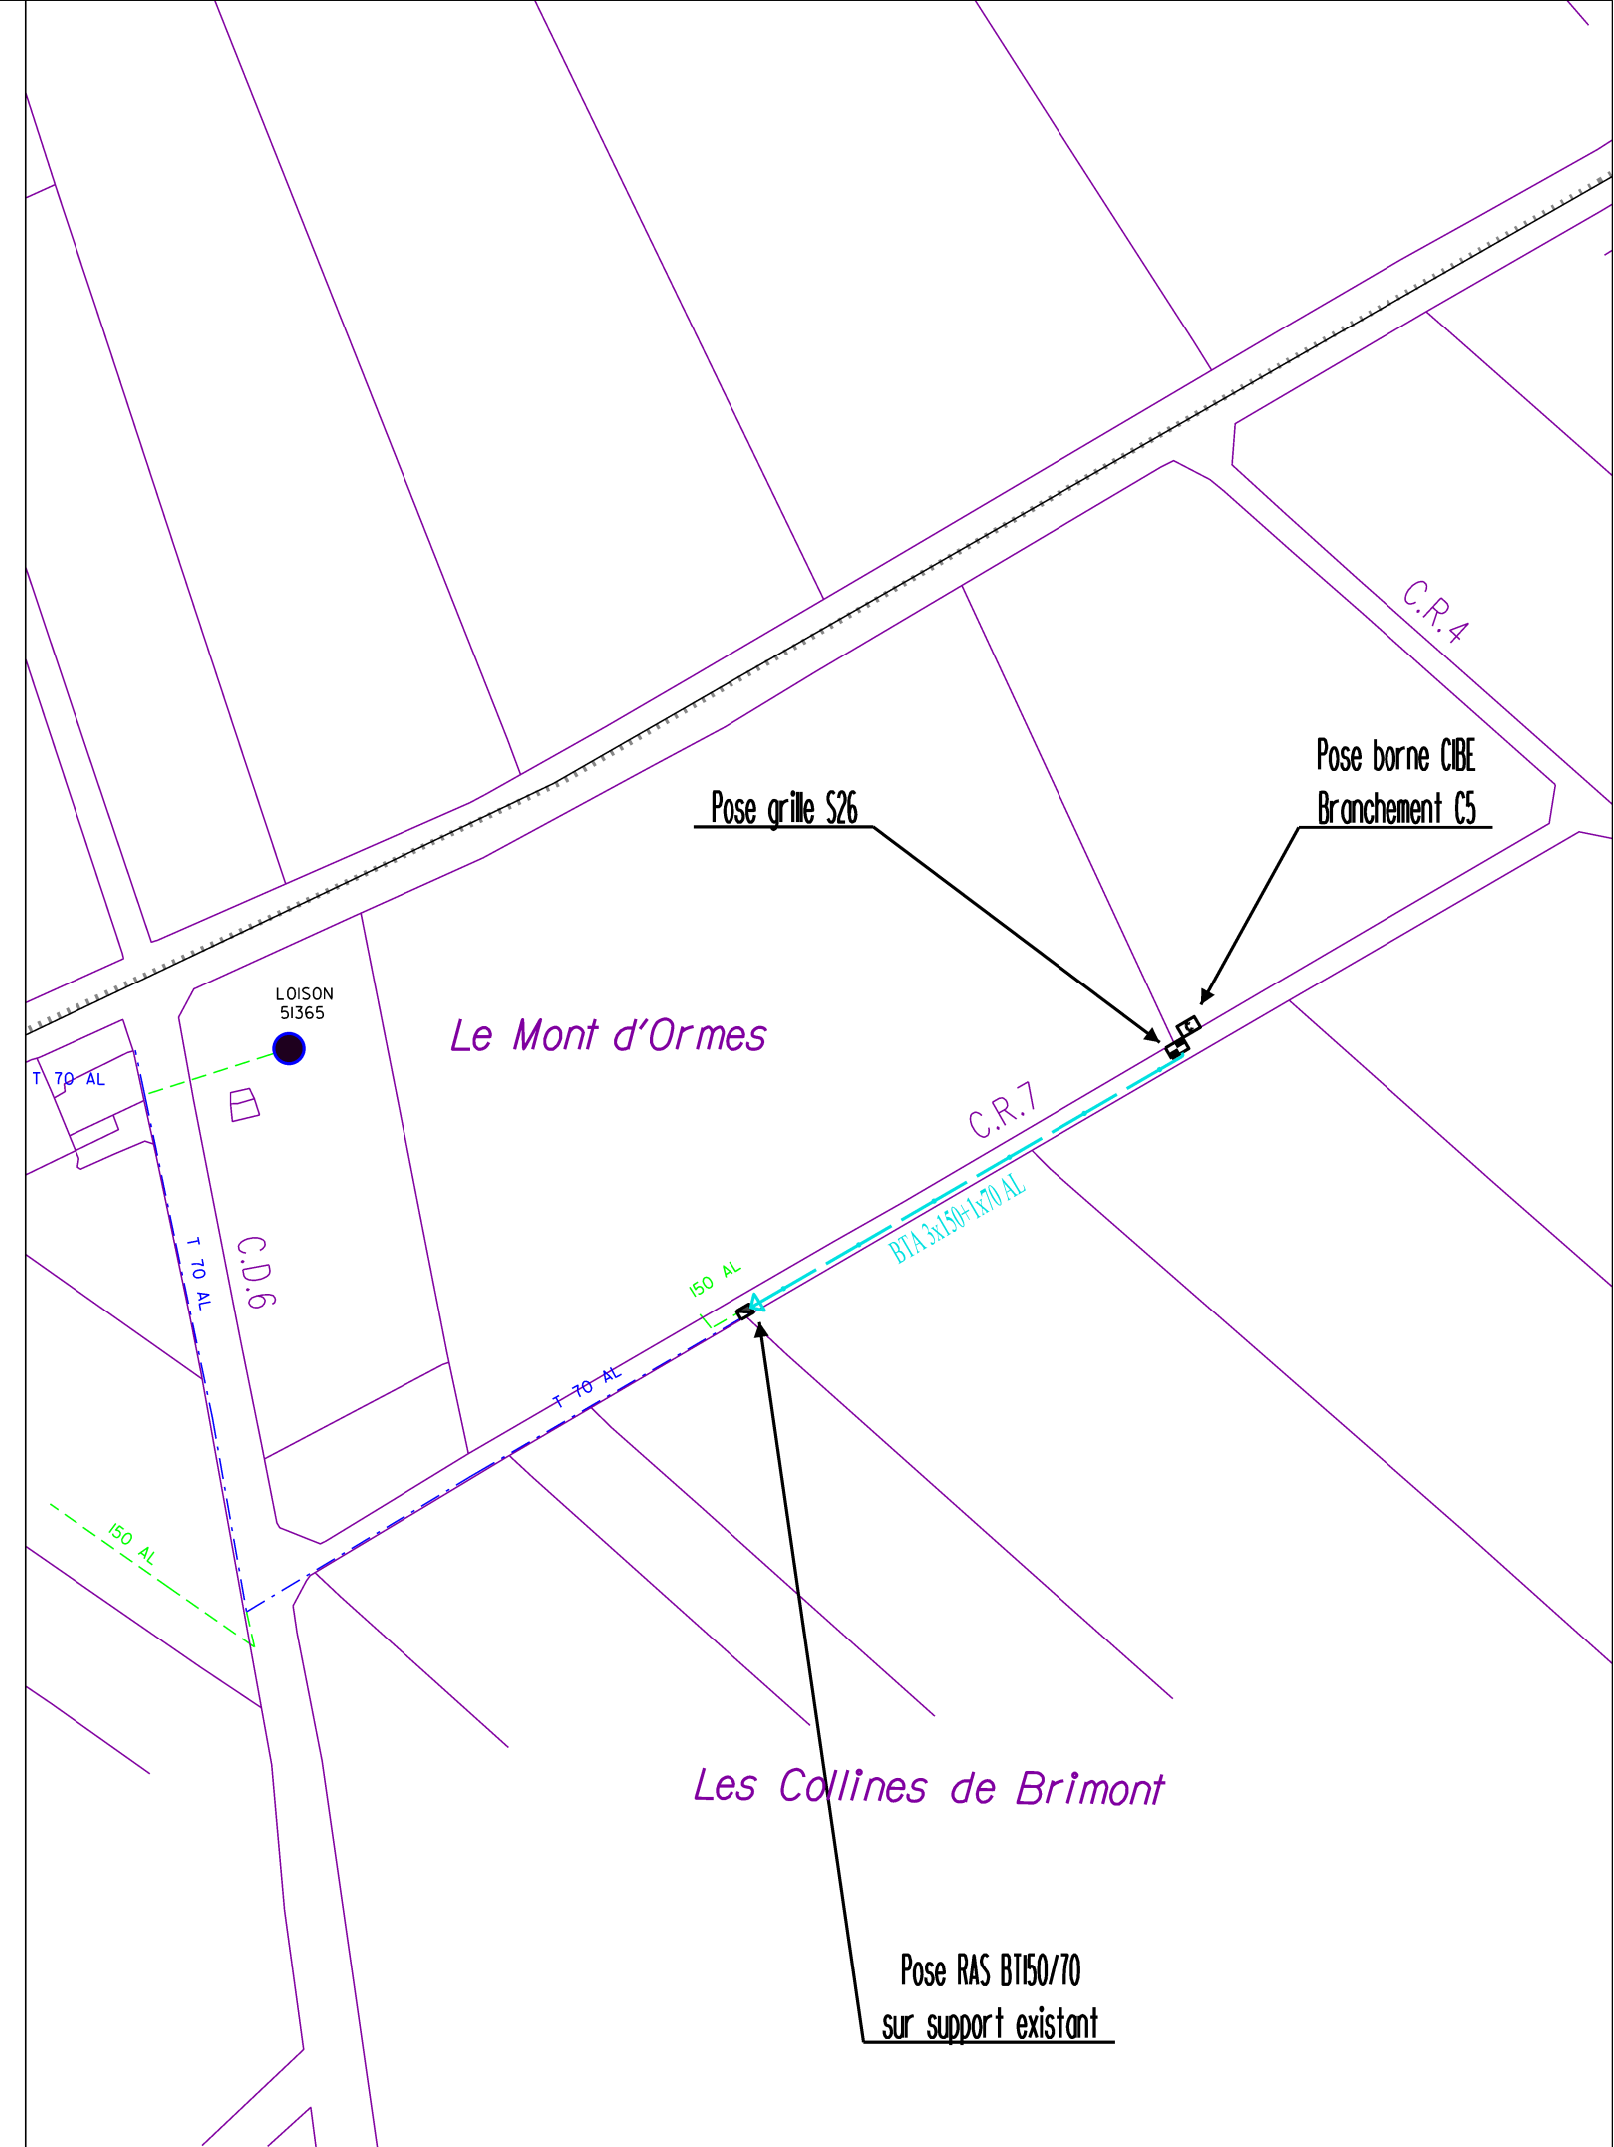 C.R.4
Pose borne CIBE
Branchement C5
Pose grille S26
LOISON
51365
Le Mont d'Ormes
T 70 AL
C.R.7
BTA 3x150+1x70 AL
T 70 AL
C.D.6
150 AL
T 70 AL
150 AL
Les Collines de Brimont
Pose RAS BT150/70
sur support existant